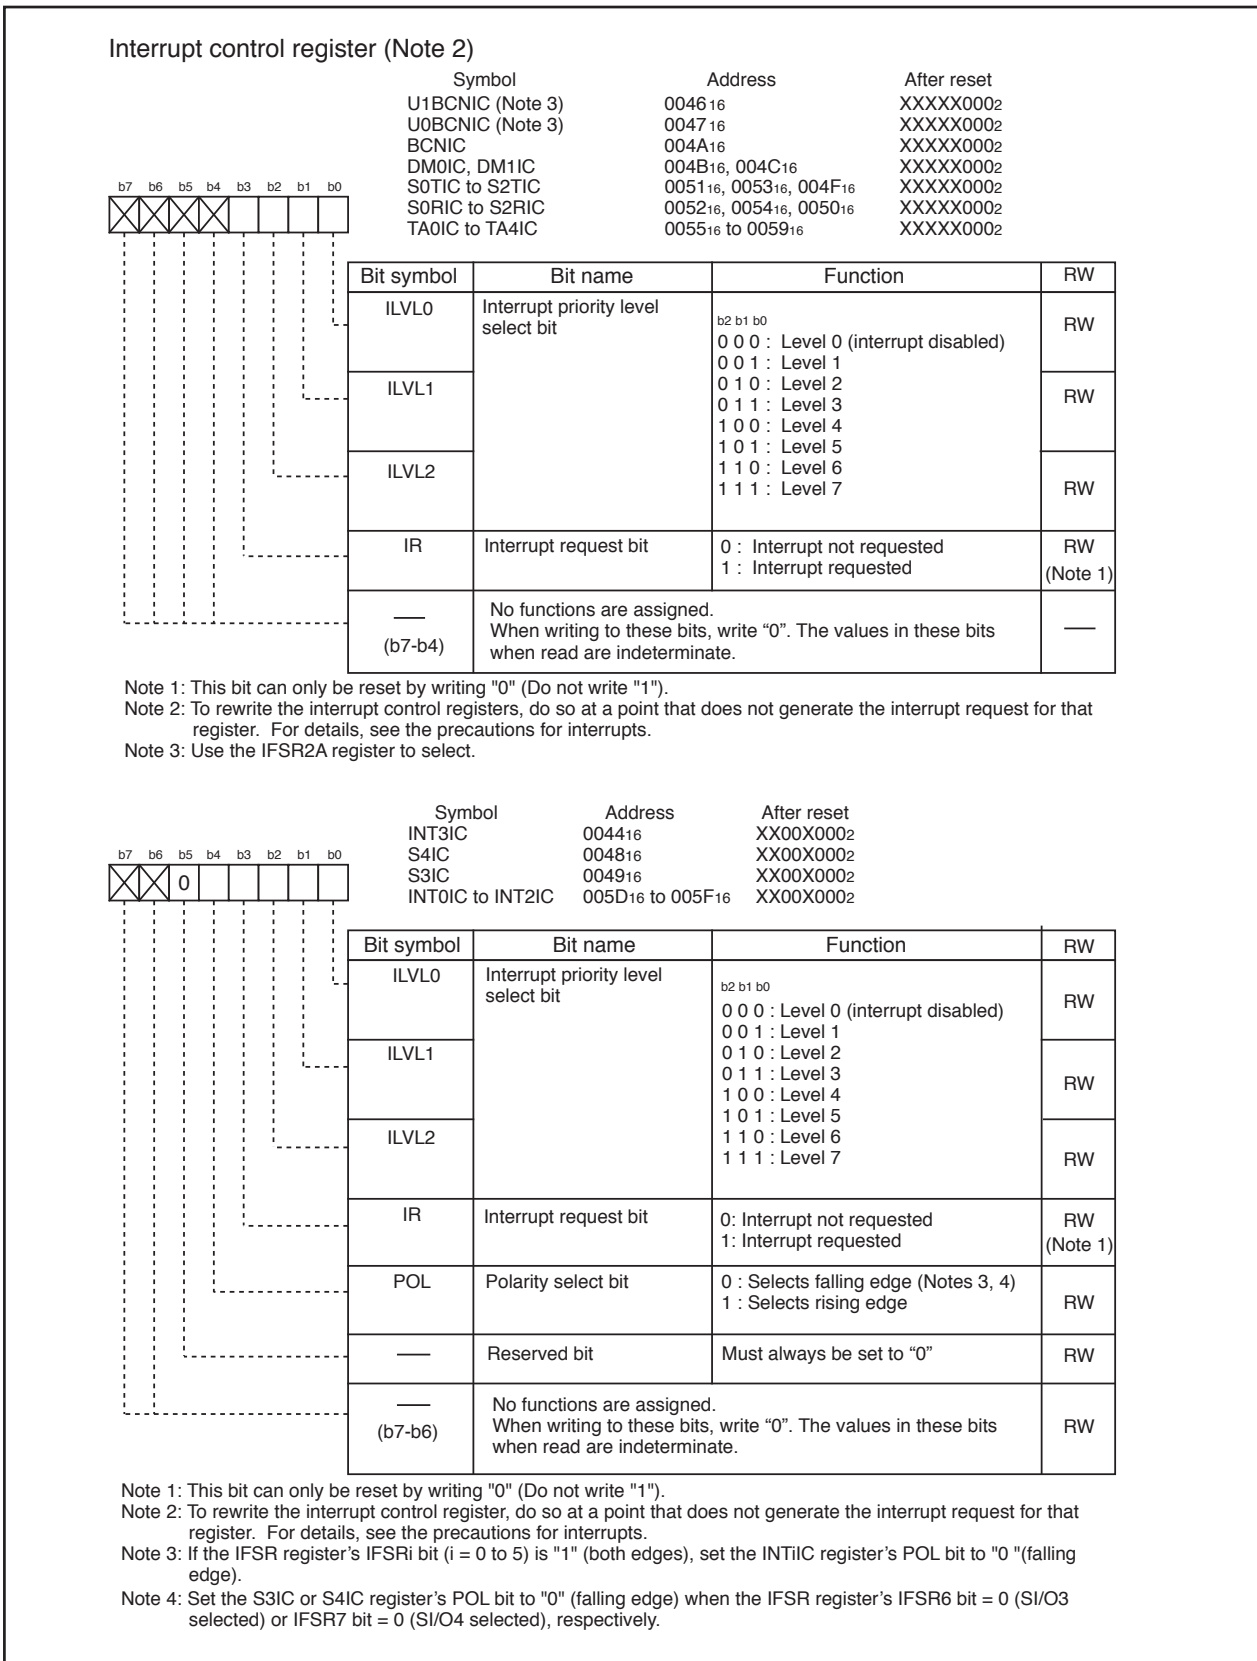 Interrupt control register (Note 2)
Symbol Address After reset
U1BCNIC (Note 3) 004616 XXXXX0002
U0BCNIC (Note 3) 004716 XXXXX0002
BCNIC 004A16 XXXXX0002
DM0IC, DM1IC 004B16, 004C16 XXXXX0002
S0TIC to S2TIC 005116, 005316, 004F16 XXXXX0002
S0RIC to S2RIC 005216, 005416, 005016 XXXXX0002
TA0IC to TA4IC 005516 to 005916 XXXXX0002
b7 b6 b5 b4 b3 b2 b1 b0
Bit symbol Bit name Function RW
ILVL0 Interrupt priority level
select bit
b2 b1 b0
RW
0 0 0 : Level 0 (interrupt disabled)
0 0 1 : Level 1
ILVL1 0 1 0 : Level 2
0 1 1 : Level 3 RW
1 0 0 : Level 4
1 0 1 : Level 5
ILVL2 1 1 0 : Level 6
1 1 1 : Level 7 RW
IR Interrupt request bit 0 : Interrupt not requested RW
1 : Interrupt requested (Note 1)
— No functions are assigned.
(b7-b4) When writing to these bits, write “0”. The values in these bits —
when read are indeterminate.
Note 1: This bit can only be reset by writing "0" (Do not write "1").
Note 2: To rewrite the interrupt control registers, do so at a point that does not generate the interrupt request for that
register. For details, see the precautions for interrupts.
Note 3: Use the IFSR2A register to select.
Symbol Address After reset
INT3IC 004416 XX00X0002
S4IC 004816 XX00X0002
S3IC 004916 XX00X0002
INT0IC to INT2IC 005D16 to 005F16 XX00X0002
b7 b6 b5 b4 b3 b2 b1 b0
0
Bit symbol Bit name Function RW
ILVL0 Interrupt priority level
select bit
b2 b1 b0
RW
0 0 0 : Level 0 (interrupt disabled)
0 0 1 : Level 1
ILVL1 0 1 0 : Level 2
0 1 1 : Level 3 RW
1 0 0 : Level 4
1 0 1 : Level 5
ILVL2 1 1 0 : Level 6
1 1 1 : Level 7 RW
IR Interrupt request bit 0: Interrupt not requested RW
1: Interrupt requested (Note 1)
POL Polarity select bit 0 : Selects falling edge (Notes 3, 4)
1 : Selects rising edge RW
— Reserved bit Must always be set to “0” RW
— No functions are assigned.
(b7-b6) When writing to these bits, write “0”. The values in these bits RW
when read are indeterminate.
Note 1: This bit can only be reset by writing "0" (Do not write "1").
Note 2: To rewrite the interrupt control register, do so at a point that does not generate the interrupt request for that
register. For details, see the precautions for interrupts.
Note 3: If the IFSR register’s IFSRi bit (i = 0 to 5) is "1" (both edges), set the INTiIC register’s POL bit to "0 "(falling
edge).
Note 4: Set the S3IC or S4IC register’s POL bit to "0" (falling edge) when the IFSR register’s IFSR6 bit = 0 (SI/O3
selected) or IFSR7 bit = 0 (SI/O4 selected), respectively.